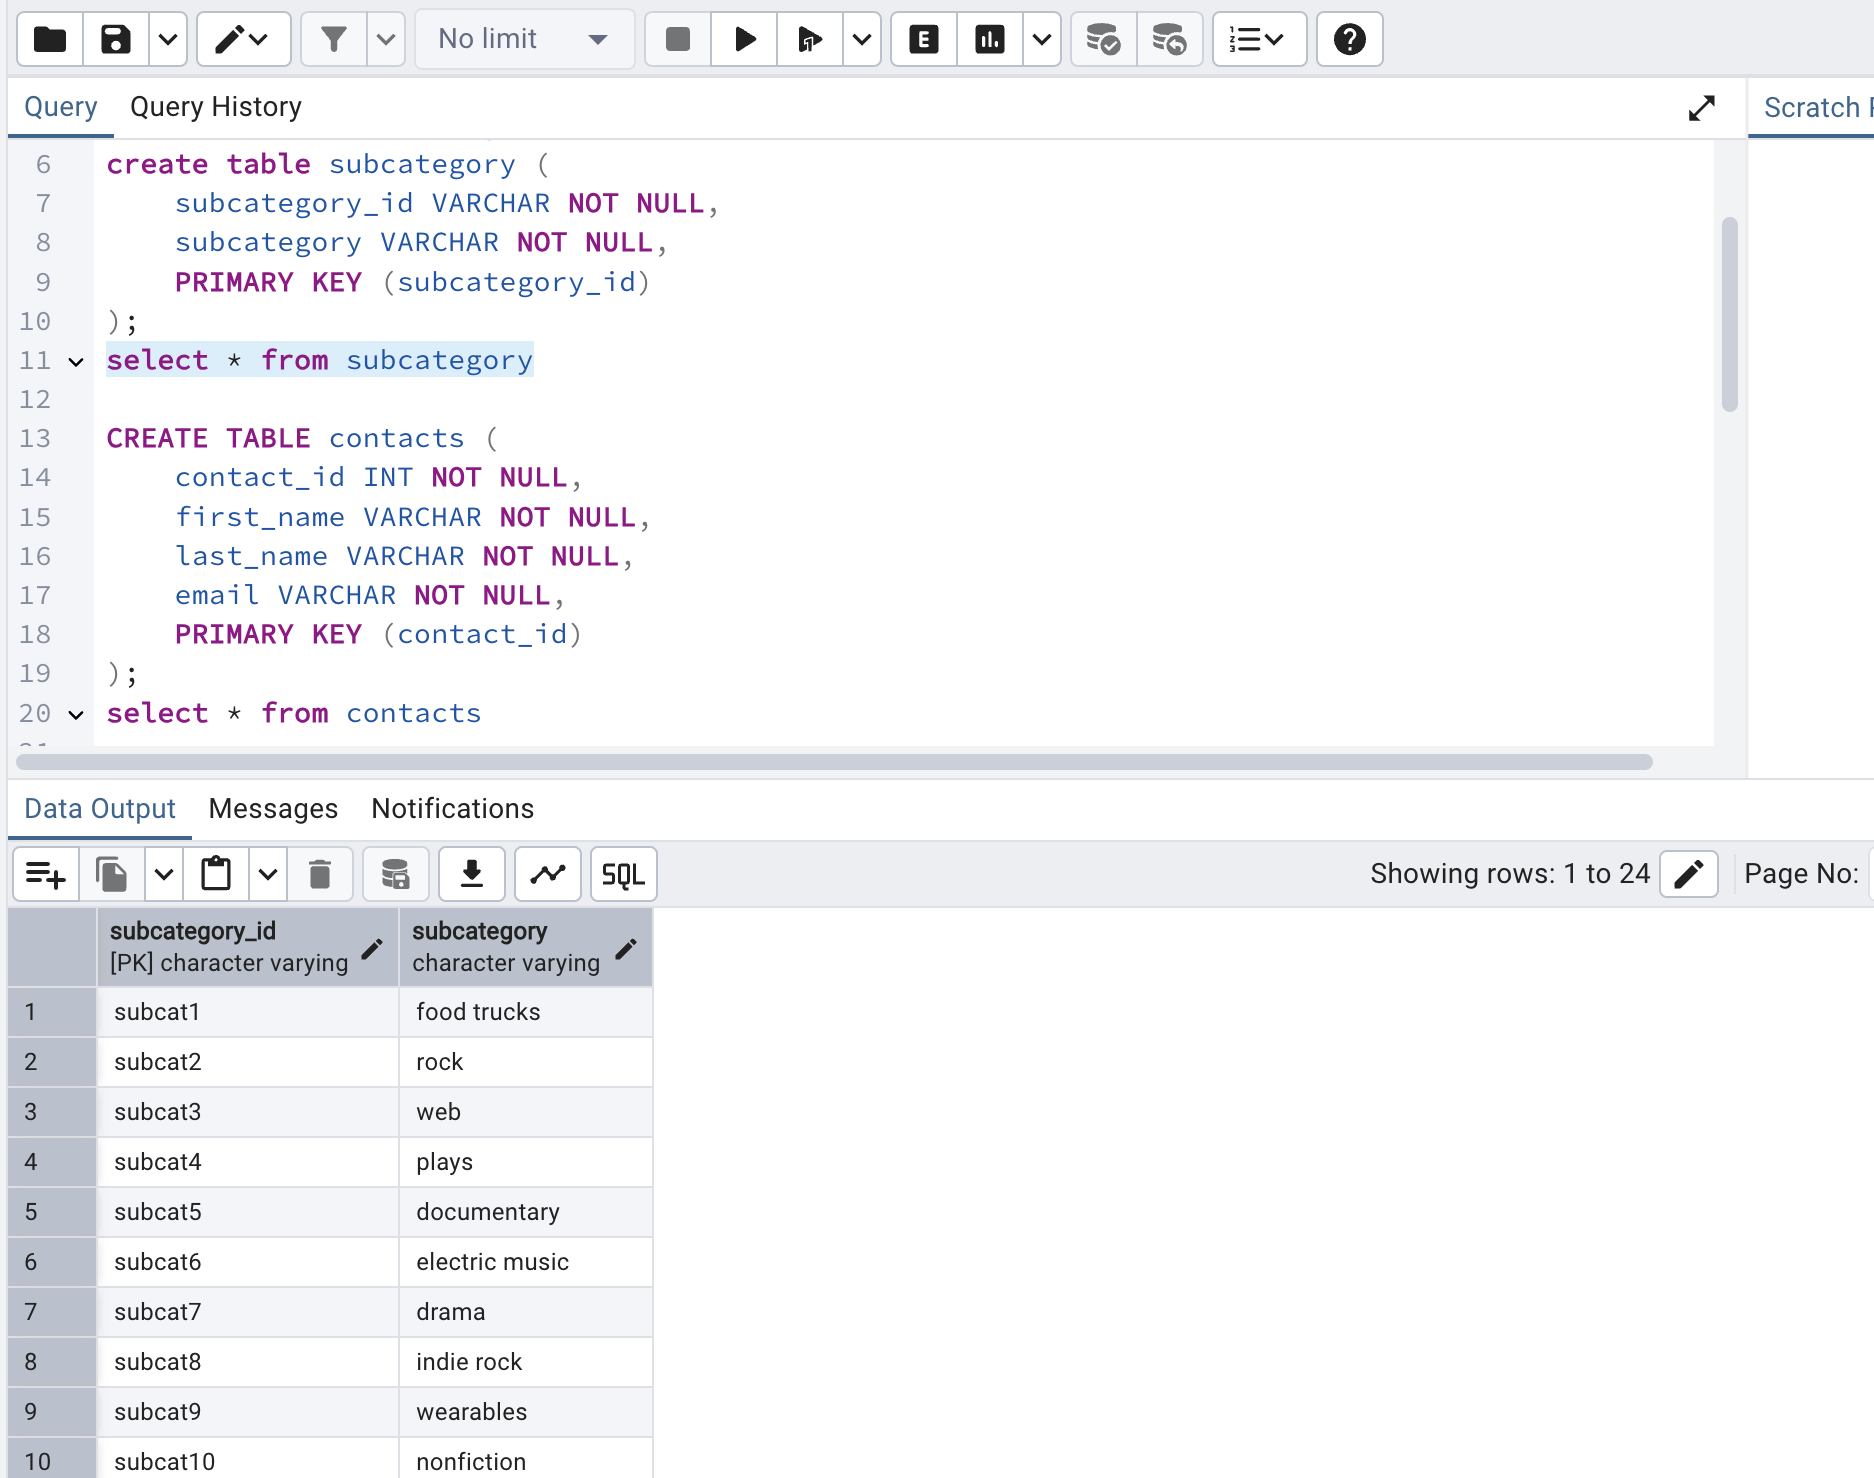 No limit
Query Query History
Scratch
6 create table subcategory (
7 subcategory_id VARCHAR NOT NULL,
8 subcategory VARCHAR NOT NULL,
9 PRIMARY KEY (subcategory_id)
10 );
11 select * from subcategory
12
13 CREATE TABLE contacts (
14 contact_id INT NOT NULL,
15 first_name VARCHAR NOT NULL,
16 last_name VARCHAR NOT NULL,
17 email VARCHAR NOT NULL,
18 PRIMARY KEY (contact_id)
19 );
20 select * from contacts
Data Output Messages Notifications
SQL Showing rows: 1 to 24 Page No:
subcategory_id subcategory
[PK] character varying character varying
1 subcat1 food trucks
2 subcat2 rock
3 subcat3 web
4 subcat4 plays
5 subcat5 documentary
6 subcat6 electric music
7 subcat7 drama
8 subcat8 indie rock
9 subcat9 wearables
10 subcat10 nonfiction